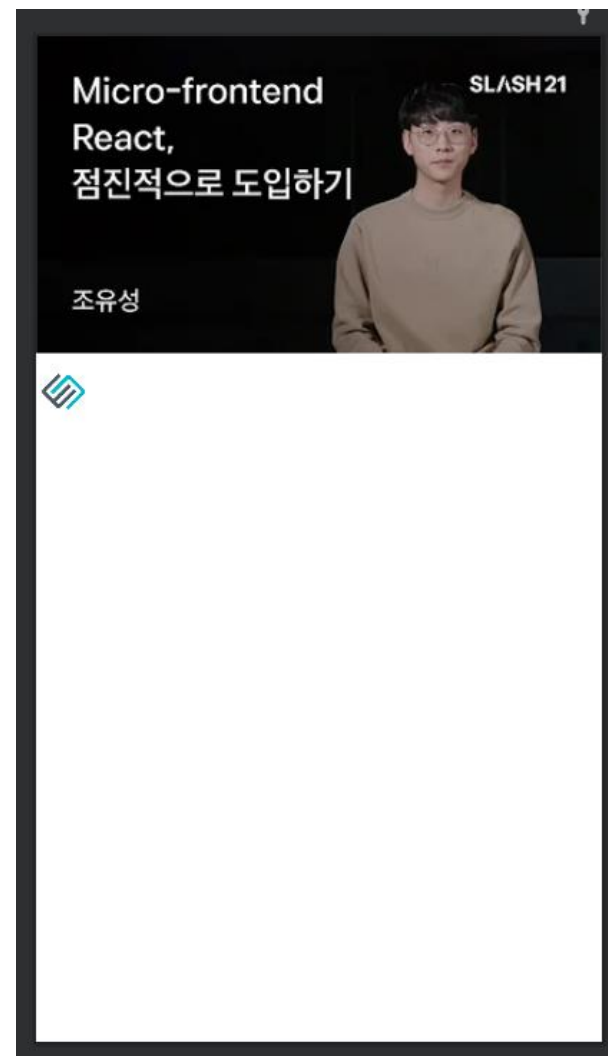 Micro-frontend
SLASH 21
React,
점진적으로 도입하기
조유성